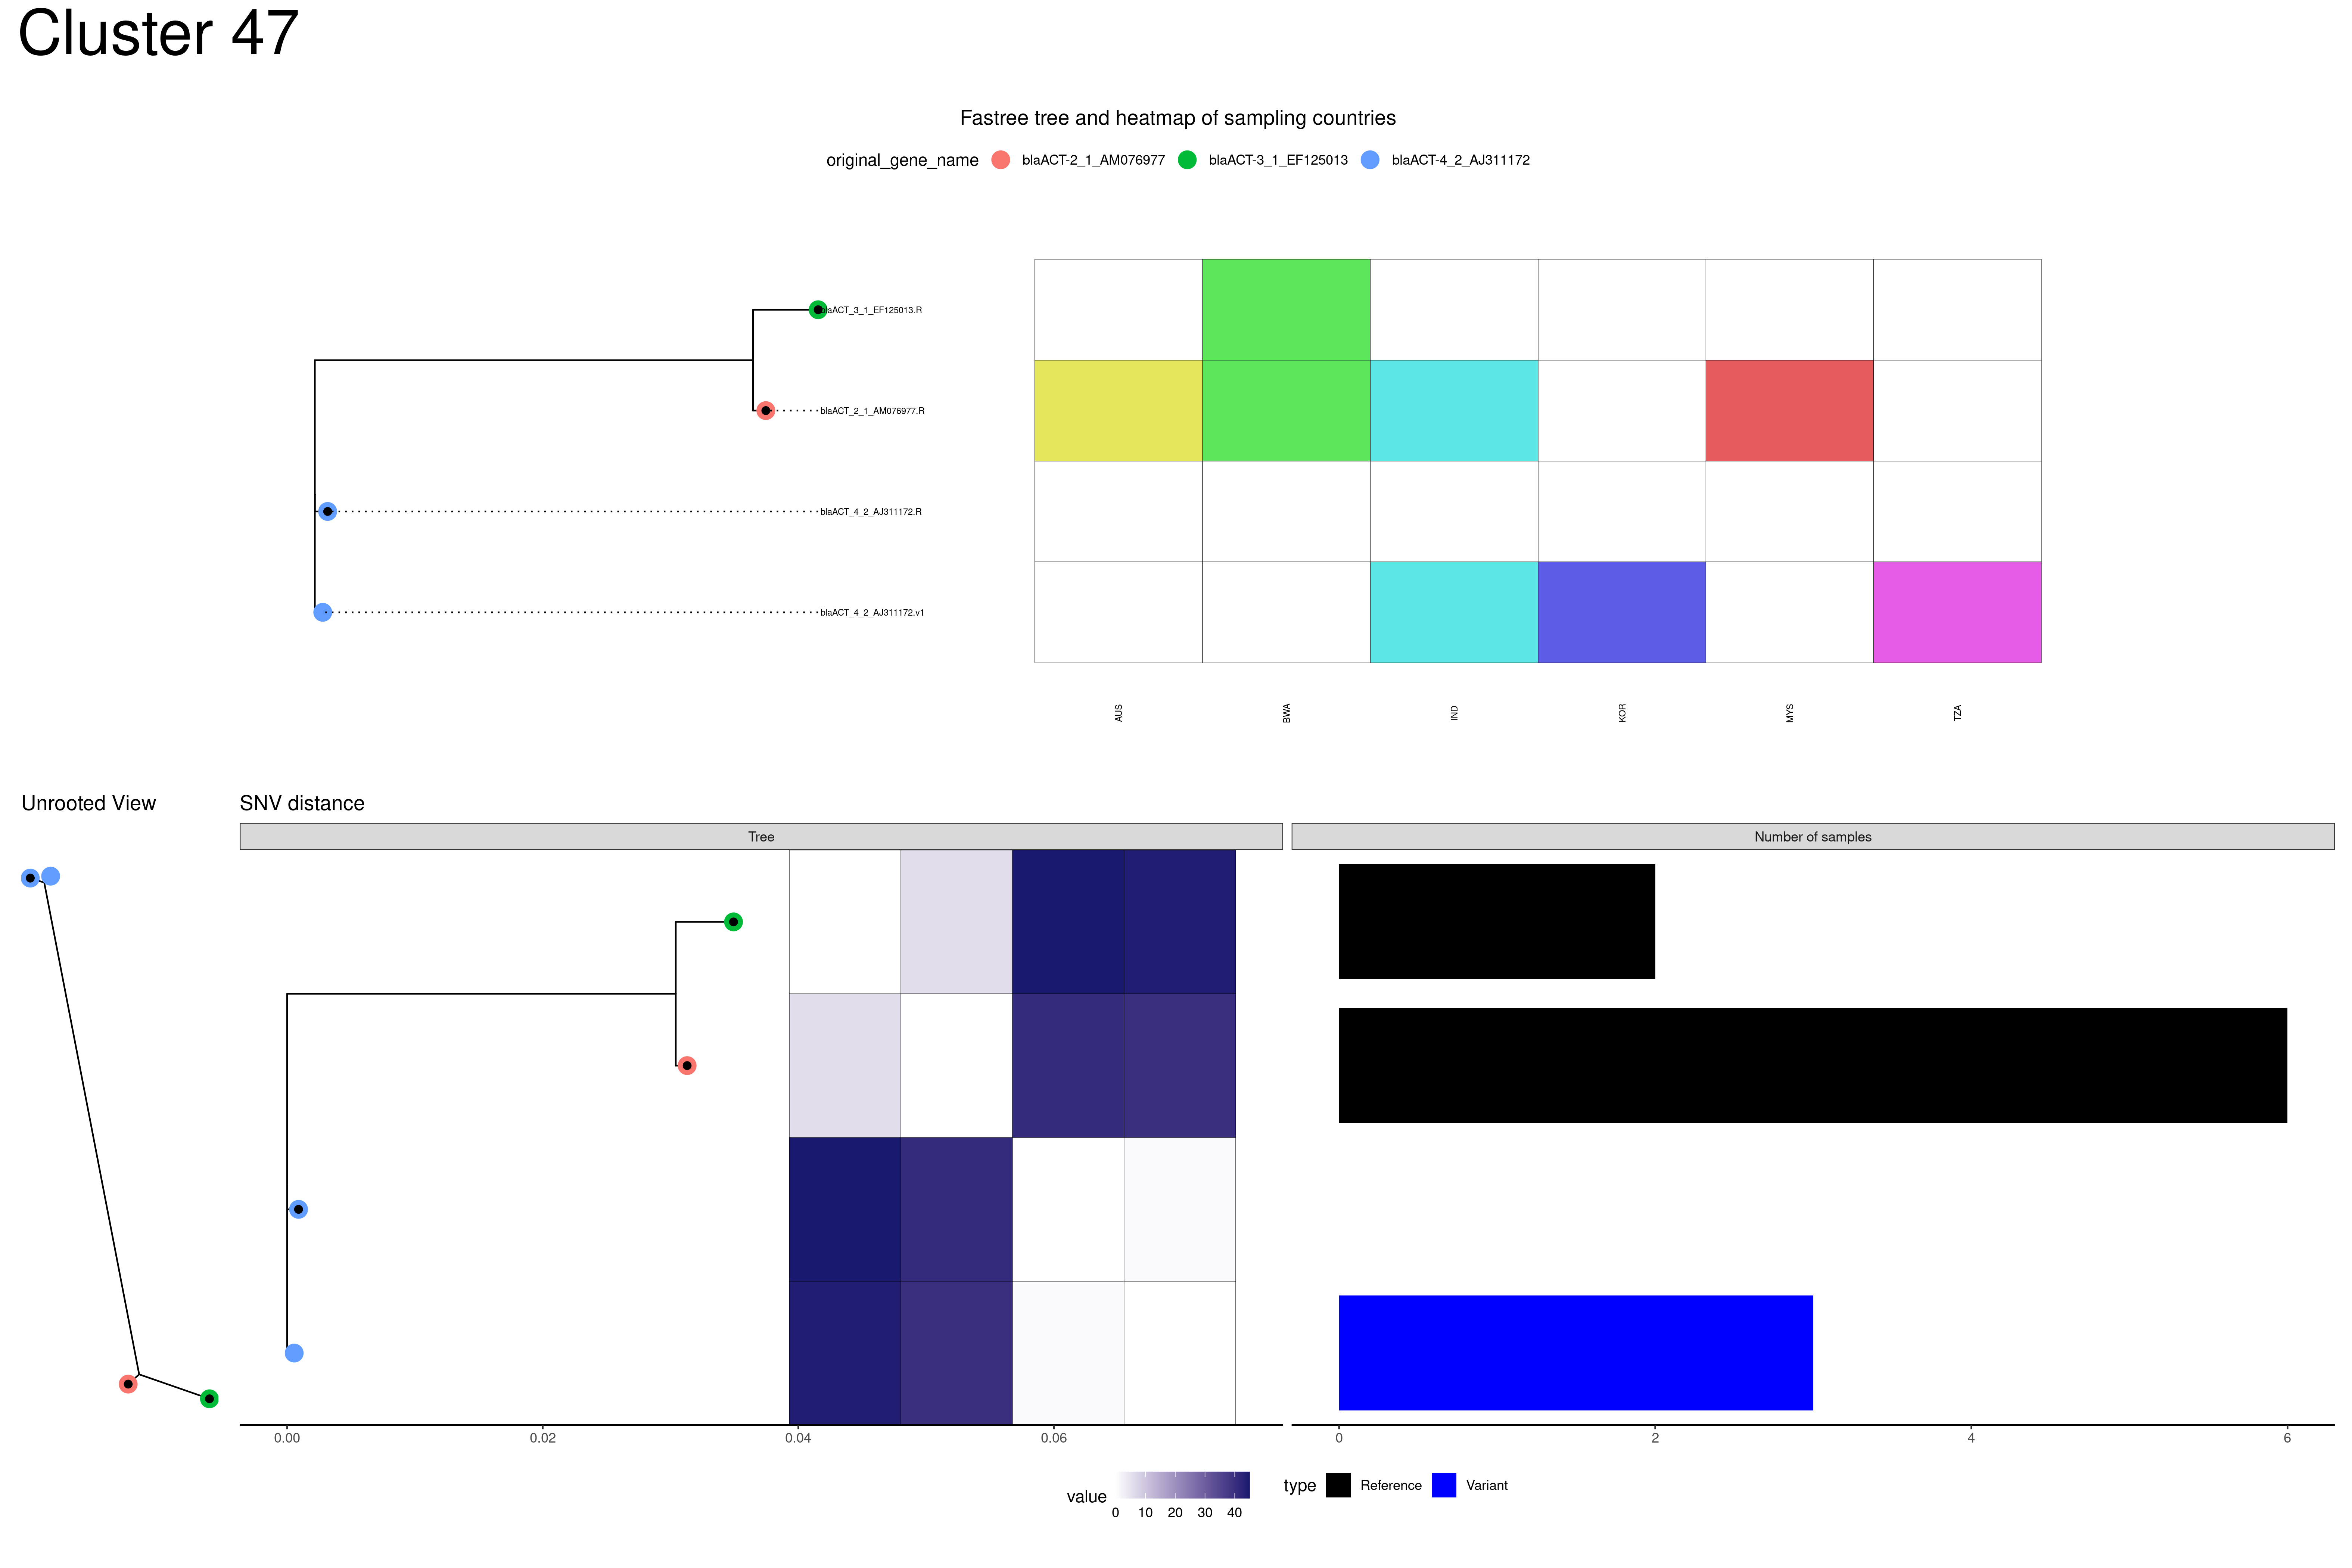 Cluster 47
Fastree tree and heatmap of sampling countries
original_gene_name blaACT-2_1_AM076977 blaACT-3_1_EF125013 blaACT-4_2_AJ311172
blaACT_3_1_EF125013.R
blaACT_2_1_AM076977.R
blaACT_4_2_AJ311172.R
blaACT_4_2_AJ311172.v1
AUS BWA IND KOR MYS TZA
Unrooted View SNV distance
Tree Number of samples
0.00 0.02 0.04 0.06 0 2 4 6
value 0 10 20 30 40 type Reference Variant